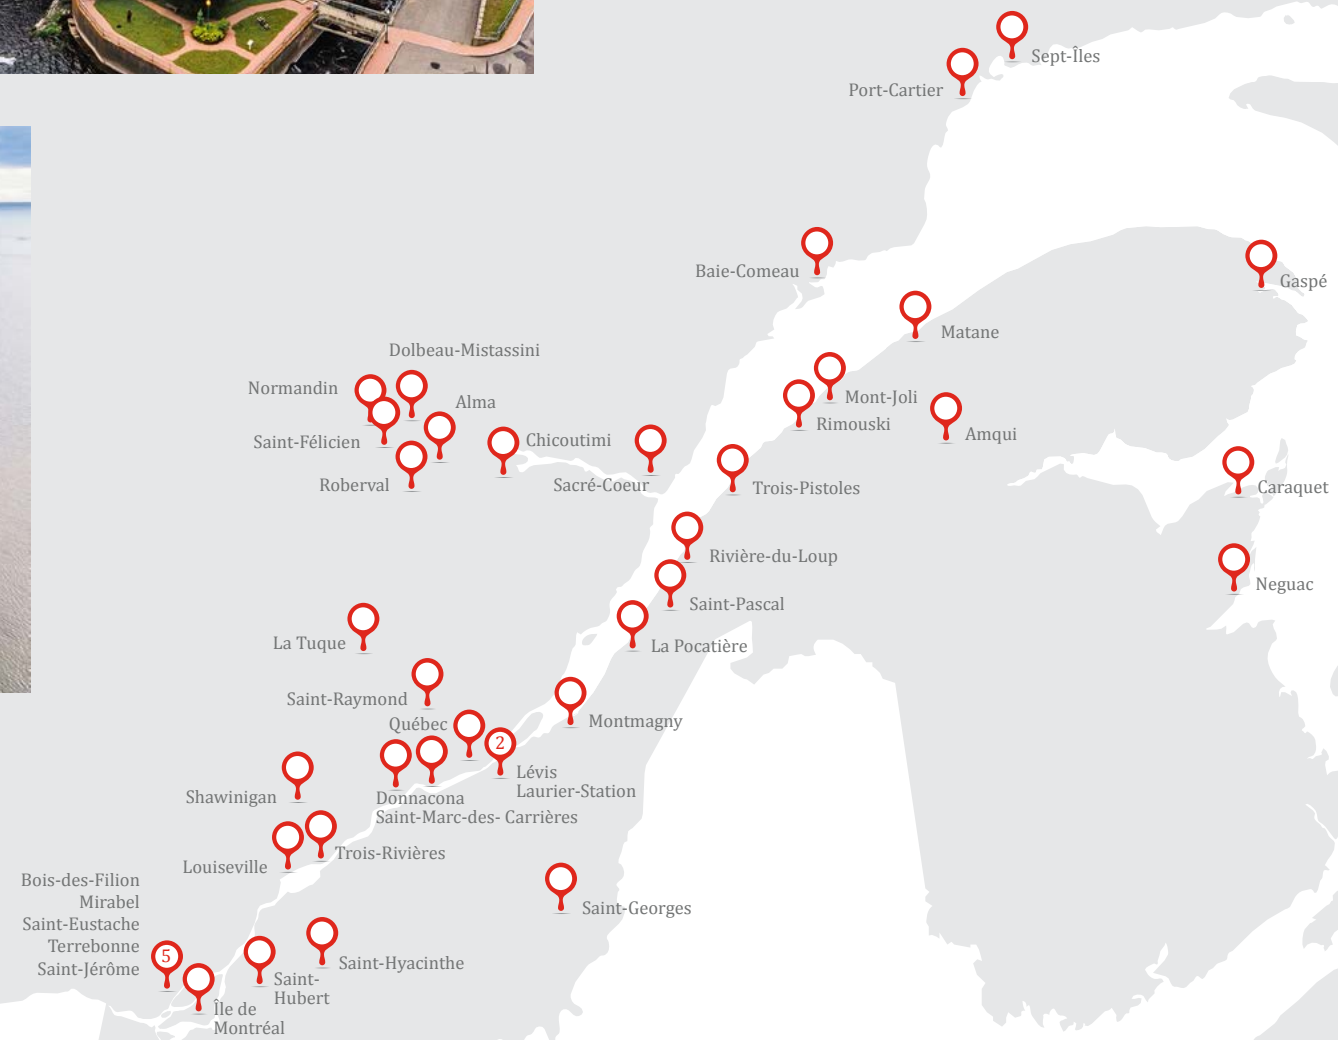 Sept-Îles
Port-Cartier
Baie-Comeau
Gaspé
Matane
Dolbeau-Mistassini
Normandin
Alma
Mont-Joli
Rimouski
Amqui
Saint-Félicien
Chicoutimi
Roberval
Sacré-Coeur
Trois-Pistoles
Caraquet
Rivière-du-Loup
Neguac
Saint-Pascal
La Tuque
La Pocatière
Saint-Raymond
Québec
Montmagny
2
Lévis
Laurier-Station
Shawinigan
Donnacona
Saint-Marc-des- Carrières
Trois-Rivières
Louiseville
Bois-des-Filion
Mirabel
Saint-Eustache
Terrebonne
Saint-Jérôme
5
Saint-Georges
Saint-Hyacinthe
Saint-
Hubert
Île de
Montréal